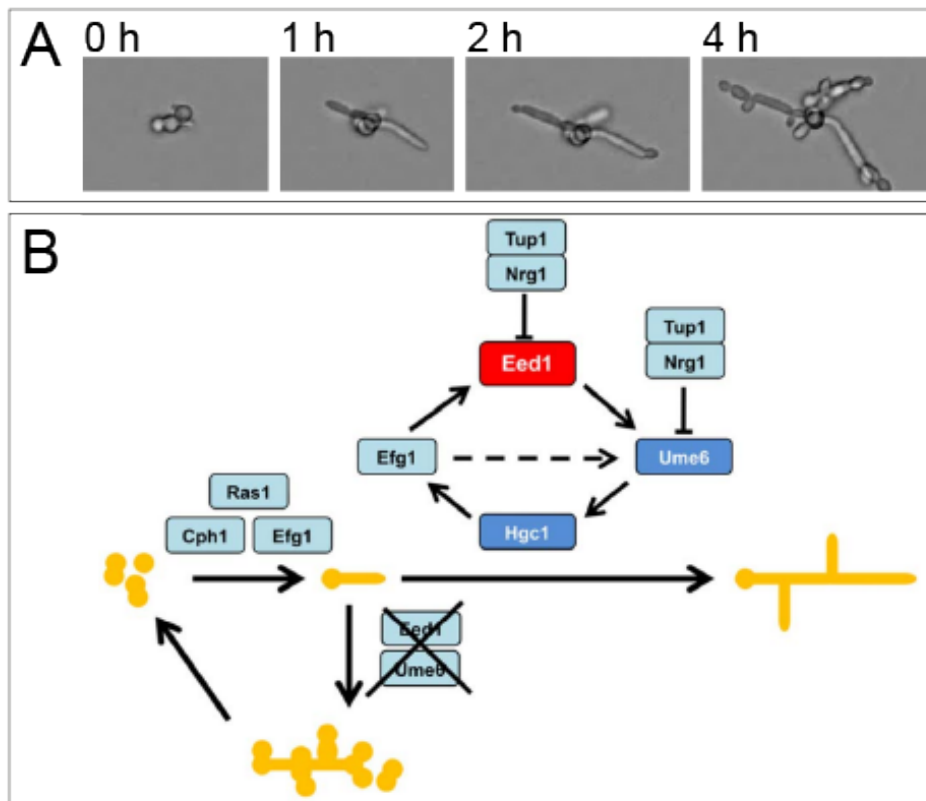 A
0 h
1 h
2 h
4 h
B
Tup1
Nrg1
Tup1
Nrg1
Eed1
Efg1
Ume6
Hgc1
Ras1
Cph1
Efg1
Eed1
Ume6